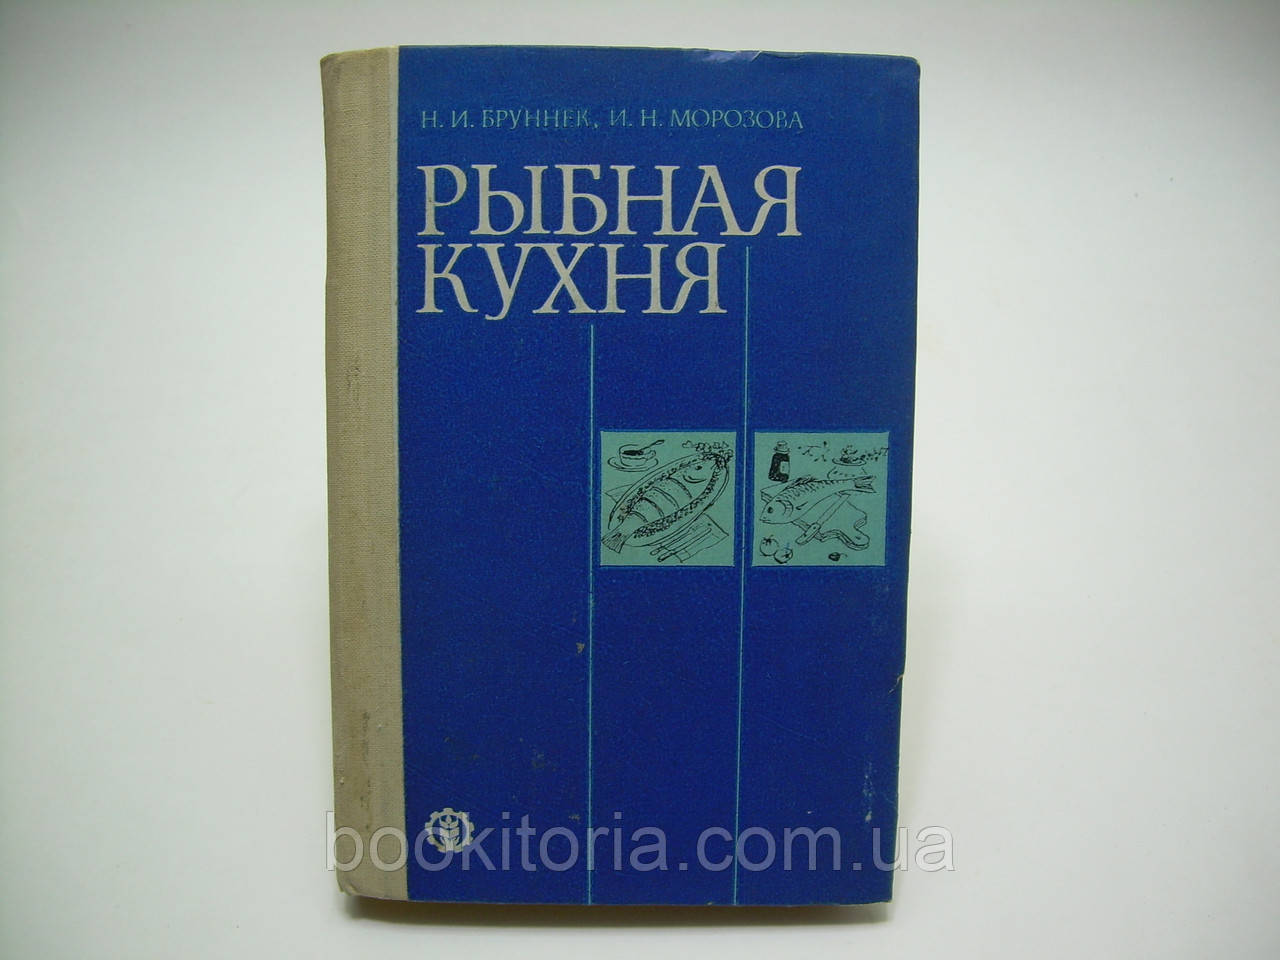 Н. И. БРУННЕК, И. Н. МОРОЗОВА
РЫБНАЯ
КУХНЯ
bookitoria.com.ua